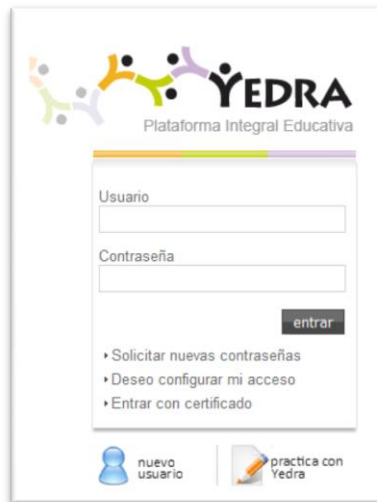 YEDRA
Plataforma Integral Educativa
Usuario
Contraseña
entrar
Solicitar nuevas contraseñas
Deseo configurar mi acceso
Entrar con certificado
nuevo
usuario
practica con
Yedra